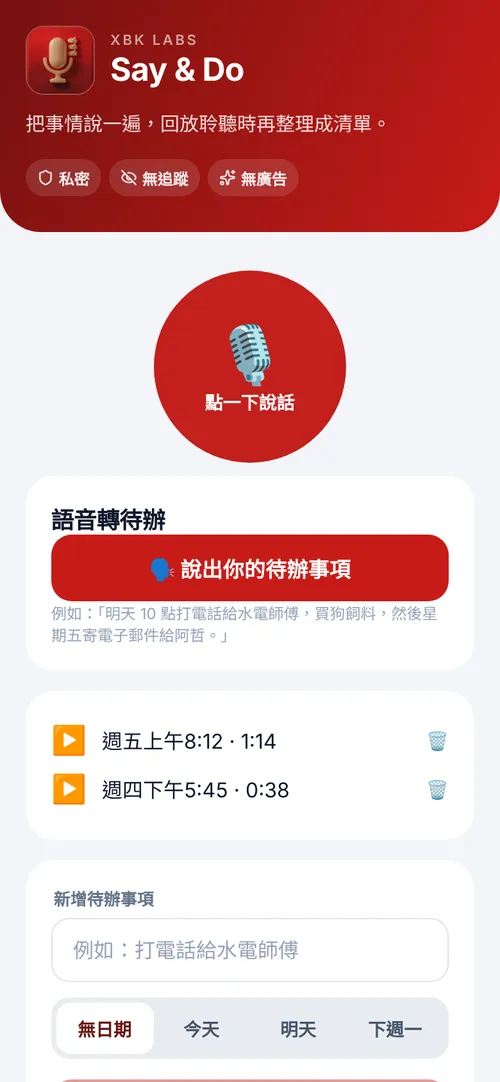 XBK LABS
Say & Do
把事情說一遍，回放聆聽時再整理成清單。
私密
無追蹤
無廣告
點一下說話
語音轉待辦
說出你的待辦事項
例如：「明天 10 點打電話給水電師傅，買狗飼料，然後星
期五寄電子郵件給阿哲。」
週五上午8:12 · 1:14
週四下午5:45 · 0:38
新增待辦事項
例如：打電話給水電師傅
無日期
今天
明天
下週一